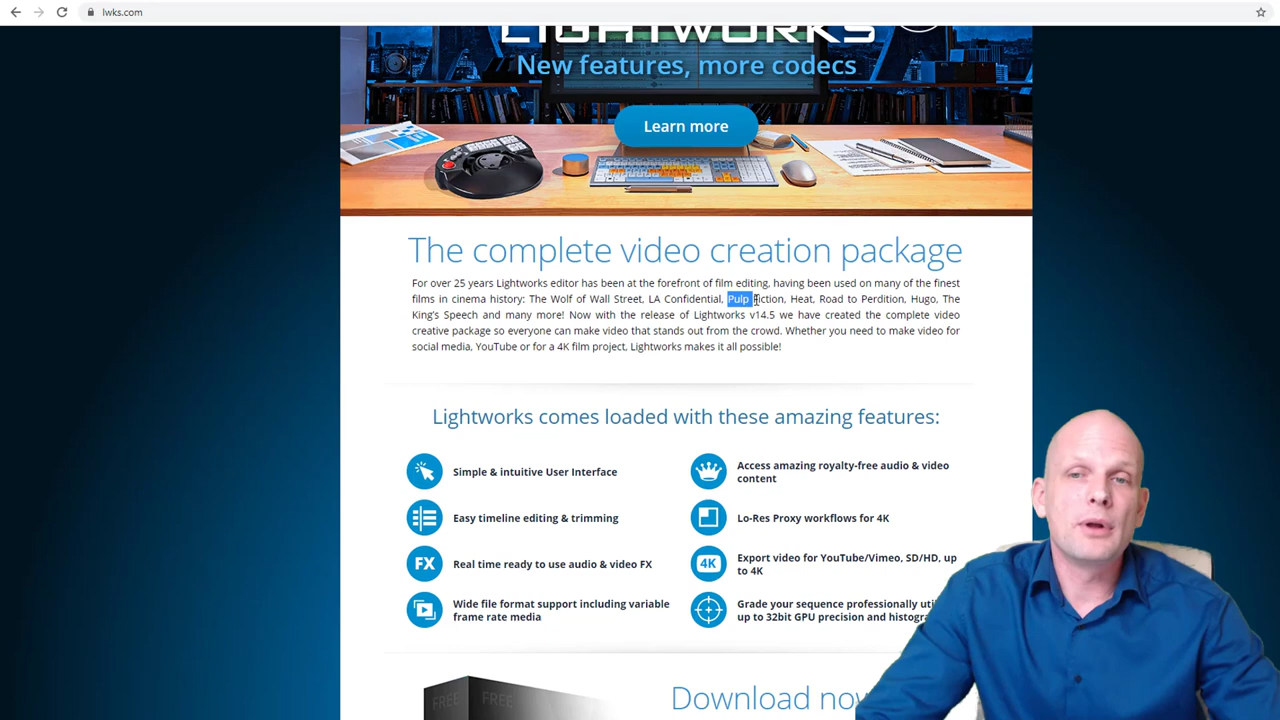 lwks.com
LIGHTWORKS
New features, more codecs
Learn more
The complete video creation package
For over 25 years Lightworks editor has been at the forefront of film editing, having been used on many of the finest
films in cinema history: The Wolf of Wall Street, LA Confidential, Pulp Fiction, Heat, Road to Perdition, Hugo, The
King's Speech and many more! Now with the release of Lightworks v14.5 we have created the complete video
creative package so everyone can make video that stands out from the crowd. Whether you need to make video for
social media, YouTube or for a 4K film project, Lightworks makes it all possible!
Lightworks comes loaded with these amazing features:
Simple & intuitive User Interface
Access amazing royalty-free audio & video
content
Easy timeline editing & trimming
Lo-Res Proxy workflows for 4K
FX
Real time ready to use audio & video FX
4K
Export video for YouTube/Vimeo, SD/HD, up
to 4K
Wide file format support including variable
frame rate media
Grade your sequence professionally
up to 32bit GPU precision and
FREE
FREE
Download now